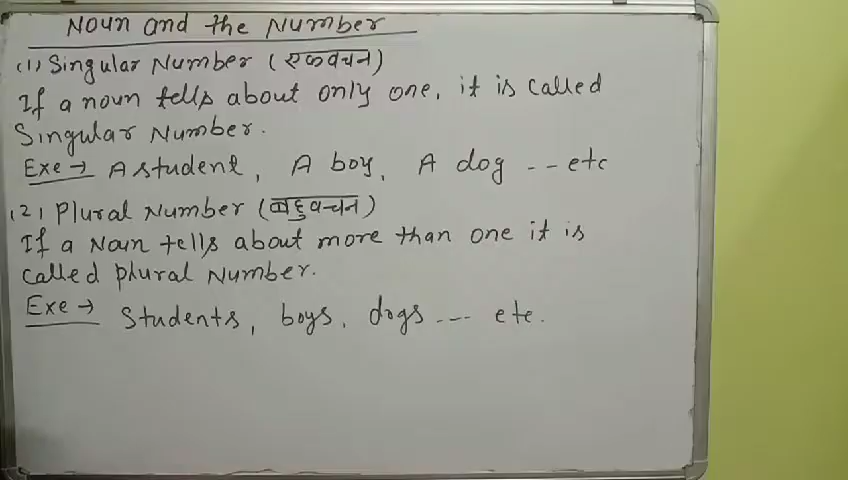 Noun and the Number
(1) Singular Number (एकवचन)
If a noun tells about only one, it is called
Singular Number.
Exe → A student, A boy, A dog -- etc
(2) Plural Number (बहुवचन)
If a Noun tells about more than one it is
called plural Number.
Exe → Students, boys, dogs --- etc.